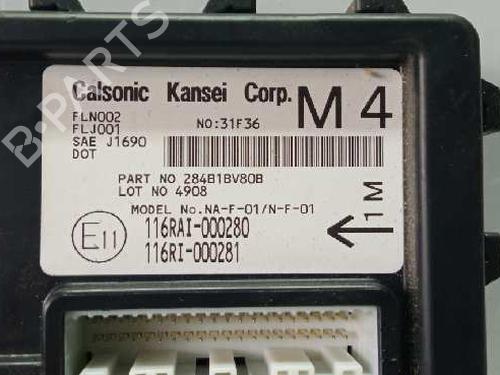 B-PARTS
Calsonic Kansei Corp.
M 4
FLN002
FLJ001
SAE J1690
DOT
NO:31F36
PART NO 284B1BV80B
LOT NO 4908
MODEL No.NA-F-01/N-F-01
E11
116RAI-000280
116RI-000281
1M